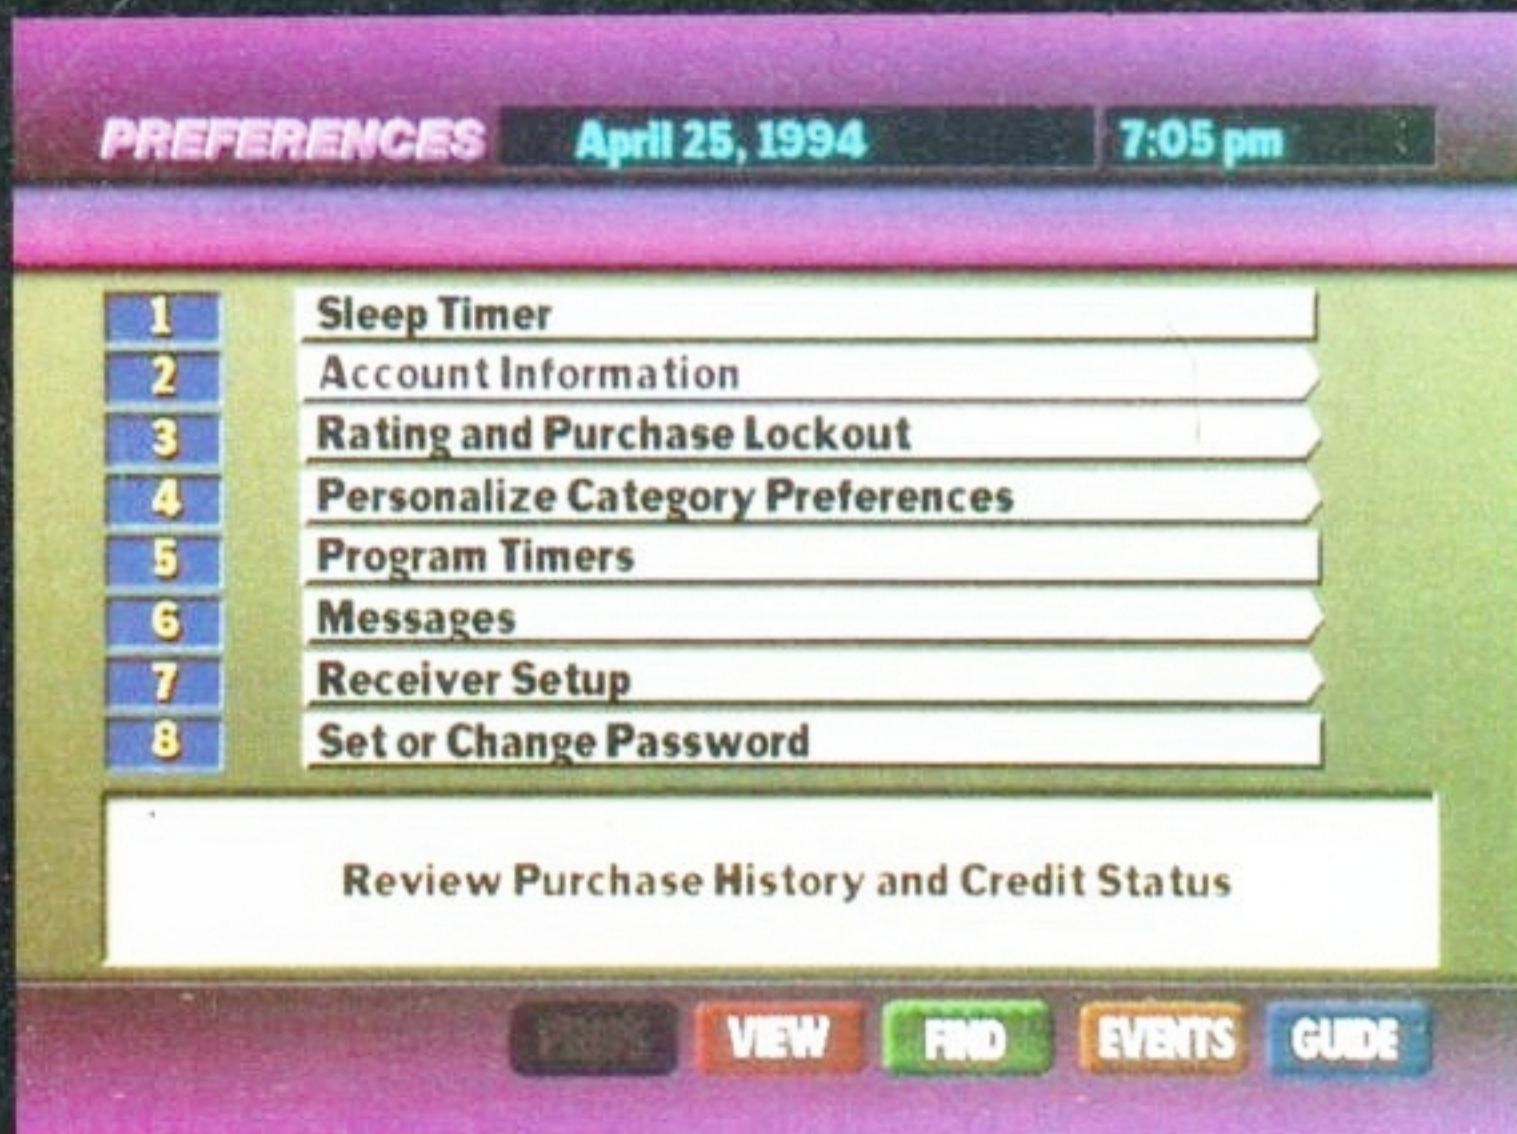 PREFERENCES April 25, 1994 7:05 pm
1 Sleep Timer
2 Account Information
3 Rating and Purchase Lockout
4 Personalize Category Preferences
5 Program Timers
6 Messages
7 Receiver Setup
8 Set or Change Password
Review Purchase History and Credit Status
VIEW FIND EVENTS GUIDE